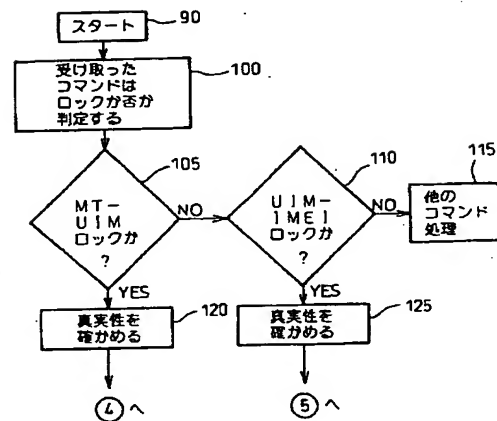 スタート
90
受け取った
コマンドは
ロックか否か
判定する
100
MT-
UIM
ロックか
?
105
NO
YES
UIM-
IMEI
ロックか
?
110
NO
YES
他の
コマンド
処理
115
真実性を
確かめる
120
真実性を
確かめる
125
④へ
⑤へ